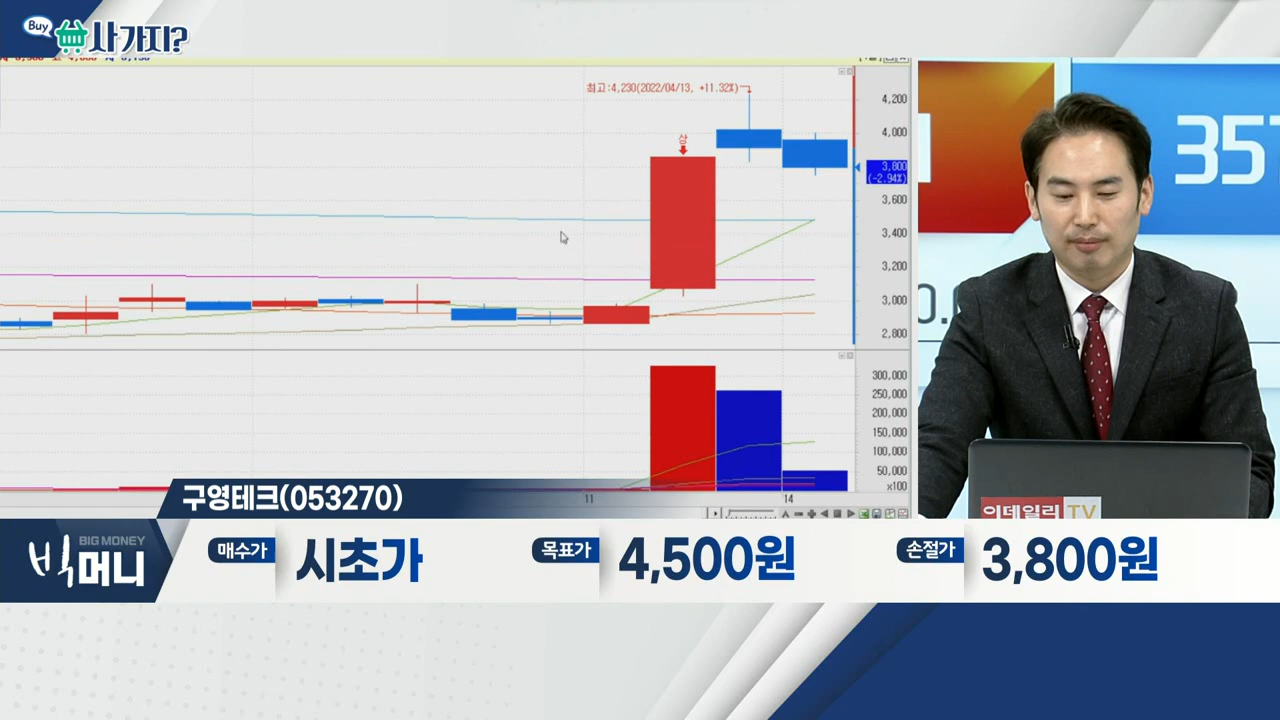 Buy
사 가지?
최고:4,230(2022/04/13, +11.32%)
상
4,200
4,000
3,800
(-2.94%)
3,600
3,400
3,200
3,000
2,800
300,000
250,000
200,000
150,000
100,000
50,000
x100
11
14
357
0.
이데일리TV
구영테크(053270)
BIG MONEY
빅머니
매수가
시초가
목표가
4,500원
손절가
3,800원